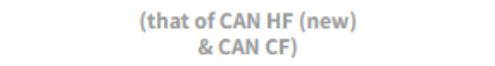 (that of CAN HF (new)
& CAN CF)